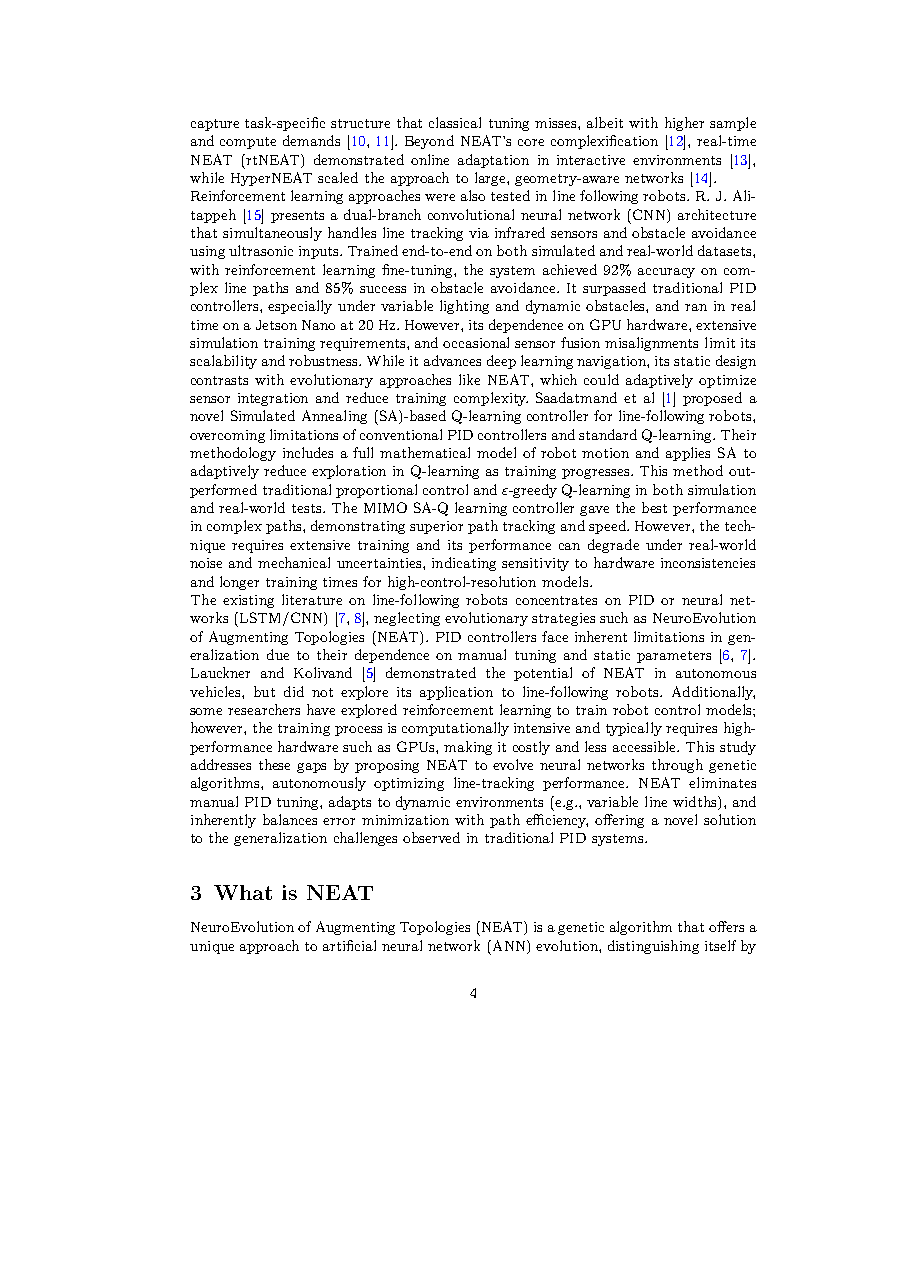 capture task-specific structure that classical tuning misses, albeit with higher sample
and compute demands [10, 11]. Beyond NEAT's core complexification [12], real-time
NEAT (rtNEAT) demonstrated online adaptation in interactive environments [13],
while HyperNEAT scaled the approach to large, geometry-aware networks [14].
Reinforcement learning approaches were also tested in line following robots. R. J. Ali-
tappeh [15] presents a dual-branch convolutional neural network (CNN) architecture
that simultaneously handles line tracking via infrared sensors and obstacle avoidance
using ultrasonic inputs. Trained end-to-end on both simulated and real-world datasets,
with reinforcement learning fine-tuning, the system achieved 92% accuracy on com-
plex line paths and 85% success in obstacle avoidance. It surpassed traditional PID
controllers, especially under variable lighting and dynamic obstacles, and ran in real
time on a Jetson Nano at 20 Hz. However, its dependence on GPU hardware, extensive
simulation training requirements, and occasional sensor fusion misalignments limit its
scalability and robustness. While it advances deep learning navigation, its static design
contrasts with evolutionary approaches like NEAT, which could adaptively optimize
sensor integration and reduce training complexity. Saadatmand et al [1] proposed a
novel Simulated Annealing (SA)-based Q-learning controller for line-following robots,
overcoming limitations of conventional PID controllers and standard Q-learning. Their
methodology includes a full mathematical model of robot motion and applies SA to
adaptively reduce exploration in Q-learning as training progresses. This method out-
performed traditional proportional control and ε-greedy Q-learning in both simulation
and real-world tests. The MIMO SA-Q learning controller gave the best performance
in complex paths, demonstrating superior path tracking and speed. However, the tech-
nique requires extensive training and its performance can degrade under real-world
noise and mechanical uncertainties, indicating sensitivity to hardware inconsistencies
and longer training times for high-control-resolution models.
The existing literature on line-following robots concentrates on PID or neural net-
works (LSTM/CNN) [7, 8], neglecting evolutionary strategies such as NeuroEvolution
of Augmenting Topologies (NEAT). PID controllers face inherent limitations in gen-
eralization due to their dependence on manual tuning and static parameters [6, 7].
Lauckner and Kolivand [5] demonstrated the potential of NEAT in autonomous
vehicles, but did not explore its application to line-following robots. Additionally,
some researchers have explored reinforcement learning to train robot control models;
however, the training process is computationally intensive and typically requires high-
performance hardware such as GPUs, making it costly and less accessible. This study
addresses these gaps by proposing NEAT to evolve neural networks through genetic
algorithms, autonomously optimizing line-tracking performance. NEAT eliminates
manual PID tuning, adapts to dynamic environments (e.g., variable line widths), and
inherently balances error minimization with path efficiency, offering a novel solution
to the generalization challenges observed in traditional PID systems.
3 What is NEAT
NeuroEvolution of Augmenting Topologies (NEAT) is a genetic algorithm that offers a
unique approach to artificial neural network (ANN) evolution, distinguishing itself by
4